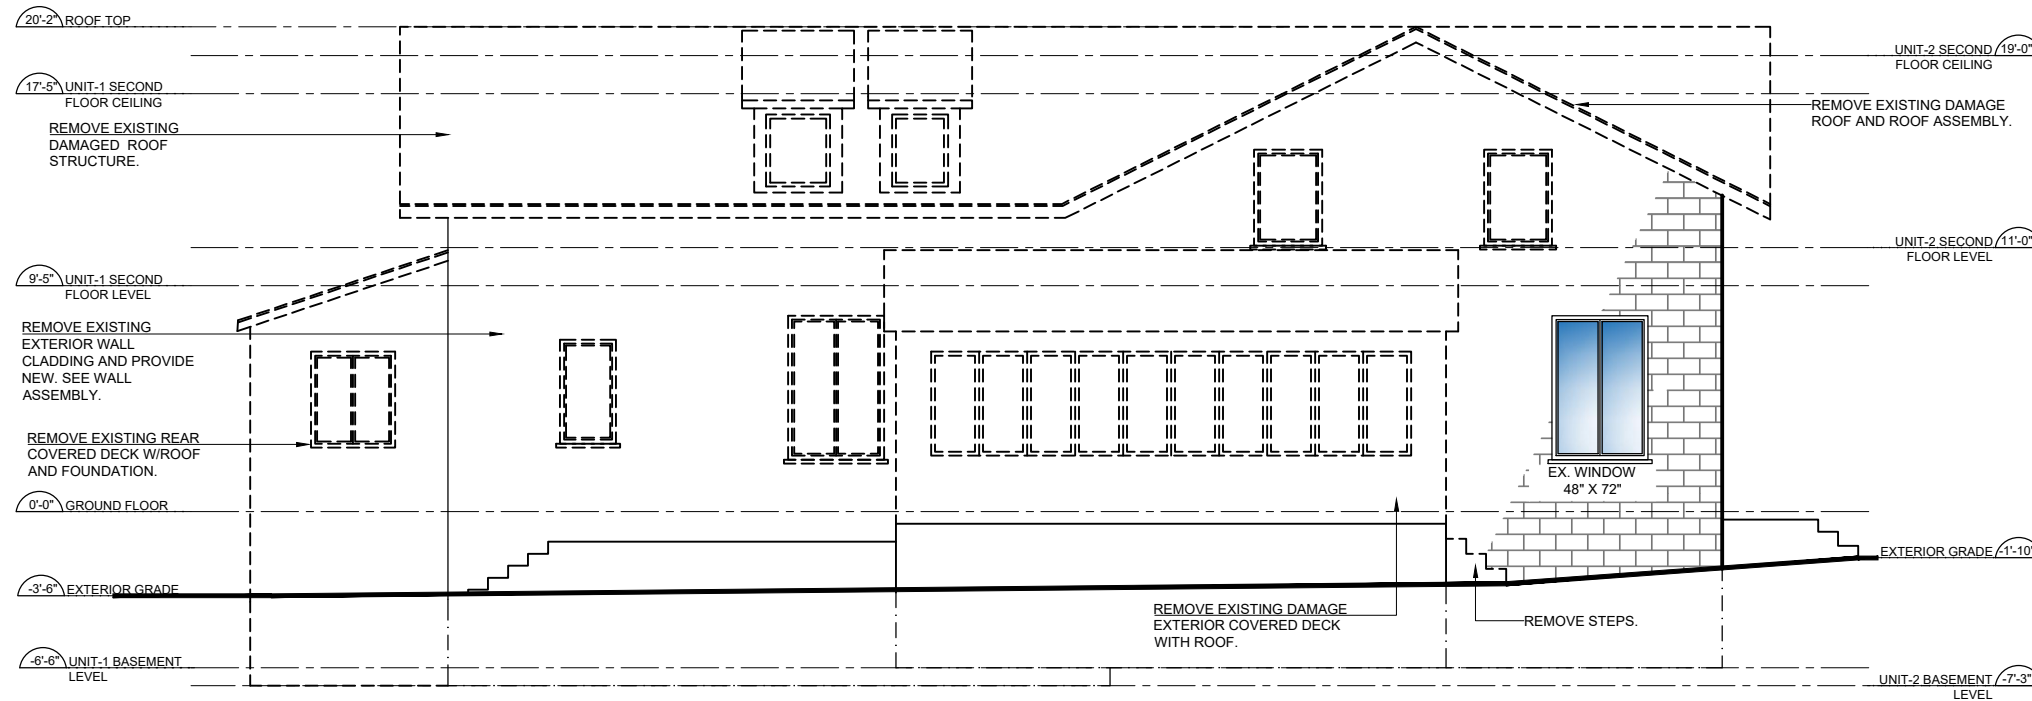 20'-2" ROOF TOP
UNIT-2 SECOND 19'-0"
FLOOR CEILING
17'-5" UNIT-1 SECOND
FLOOR CEILING
REMOVE EXISTING
DAMAGED ROOF
STRUCTURE.
REMOVE EXISTING DAMAGE
ROOF AND ROOF ASSEMBLY.
UNIT-2 SECOND 11'-0"
FLOOR LEVEL
9'-5" UNIT-1 SECOND
FLOOR LEVEL
REMOVE EXISTING
EXTERIOR WALL
CLADDING AND PROVIDE
NEW. SEE WALL
ASSEMBLY.
REMOVE EXISTING REAR
COVERED DECK W/ROOF
AND FOUNDATION.
EX. WINDOW
48" X 72"
0'-0" GROUND FLOOR
EXTERIOR GRADE -1'-10"
-3'-6" EXTERIOR GRADE
REMOVE EXISTING DAMAGE
EXTERIOR COVERED DECK
WITH ROOF.
REMOVE STEPS.
-6'-6" UNIT-1 BASEMENT
LEVEL
UNIT-2 BASEMENT -7'-3"
LEVEL